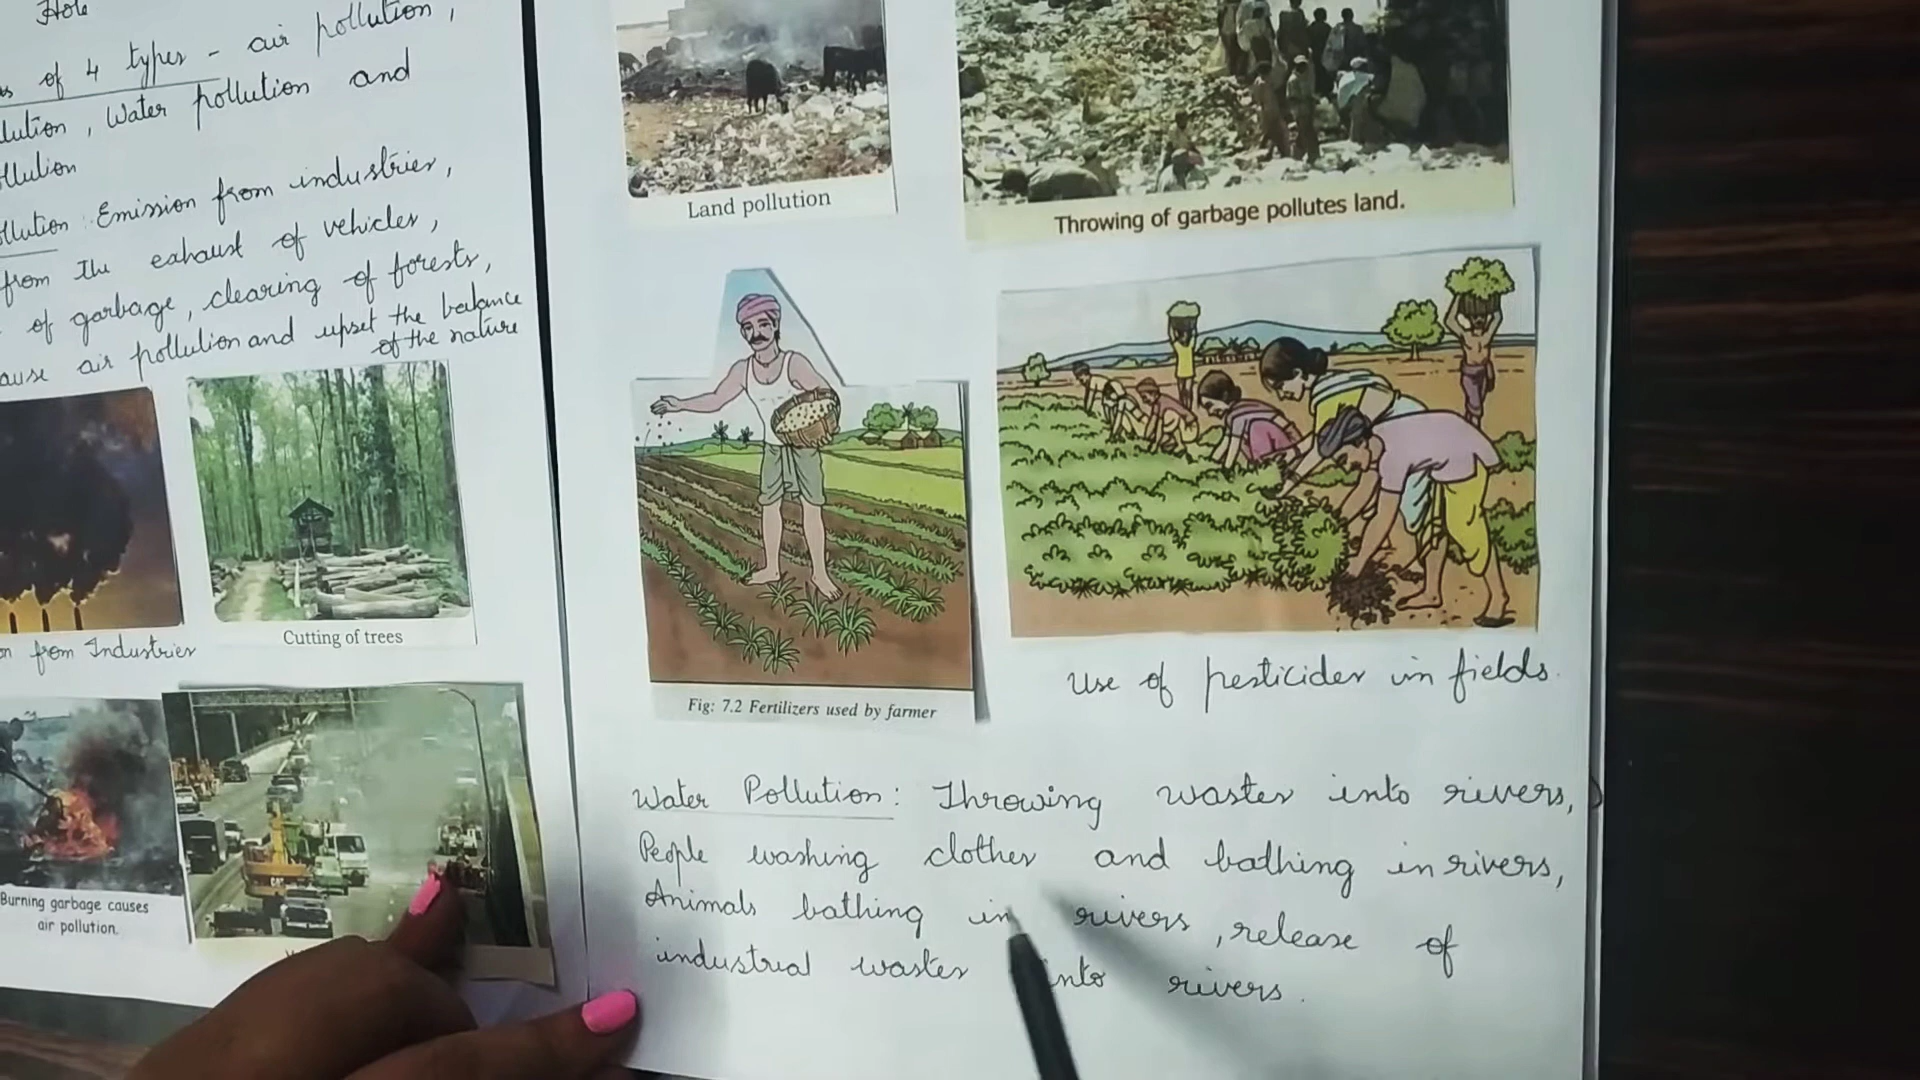 Hole
of 4 types - air pollution,
lution, Water pollution and
llution
llution: Emission from industries,
from the exhaust of vehicles,
of garbage, clearing of forests,
ause air pollution and upset the balance
of the nature
Cutting of trees
on from Industries
Burning garbage causes
air pollution.
Land pollution
Throwing of garbage pollutes land.
Fig: 7.2 Fertilizers used by farmer
Use of pesticides in fields.
Water Pollution: Throwing wastes into rivers,
People washing clothes and bathing in rivers,
Animals bathing in rivers, release of
industrial wastes into rivers.